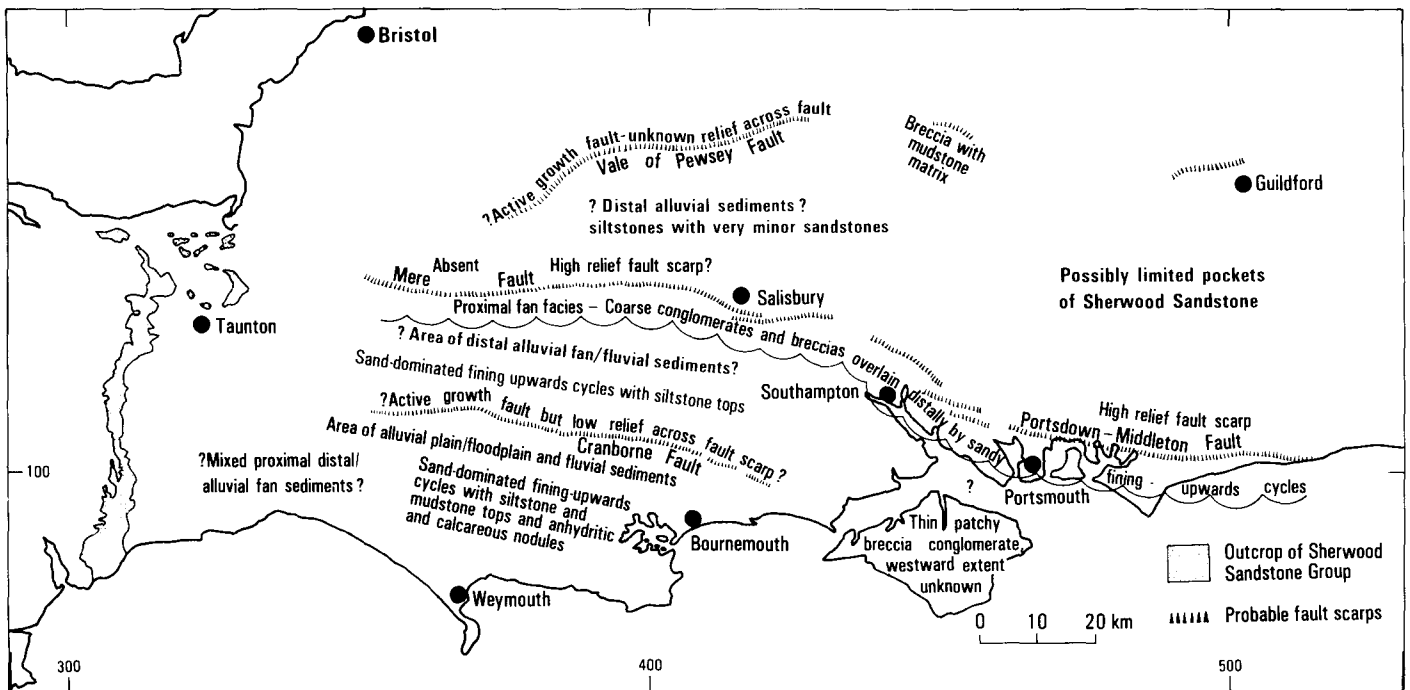 Bristol
?Active growth fault-unknown relief across fault
Vale of Pewsey Fault
Breccia with
mudstone
matrix
Guildford
? Distal alluvial sediments ?
siltstones with very minor sandstones
Absent
Mere Fault
High relief fault scarp?
Salisbury
Possibly limited pockets
of Sherwood Sandstone
Taunton
Proximal fan facies – Coarse conglomerates and breccias overlain distally by sandy fining upwards cycles
? Area of distal alluvial fan/fluvial sediments?
Sand-dominated fining upwards cycles with siltstone tops
Southampton
?Active growth fault but low relief across fault scarp ?
Cranborne Fault
High relief fault scarp
Portsdown – Middleton Fault
Area of alluvial plain/floodplain and fluvial sediments
?Mixed proximal distal/
alluvial fan sediments ?
100
Sand-dominated fining-upwards
cycles with siltstone and
mudstone tops and anhydritic
and calcareous nodules
?
Portsmouth
Bournemouth
Thin patchy
breccia conglomerate,
westward extent
unknown
Weymouth
Outcrop of Sherwood
Sandstone Group
Probable fault scarps
0 10 20 km
300
400
500